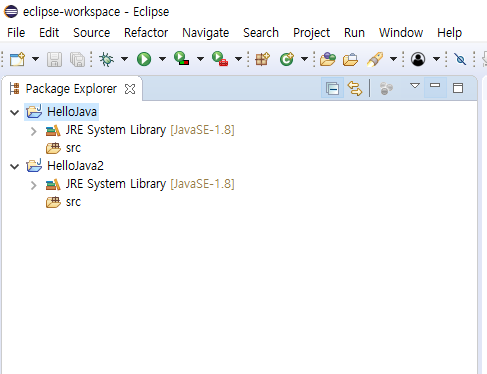 eclipse-workspace - Eclipse
File Edit Source Refactor Navigate Search Project Run Window Help
Package Explorer
HelloJava
JRE System Library [JavaSE-1.8]
src
HelloJava2
JRE System Library [JavaSE-1.8]
src